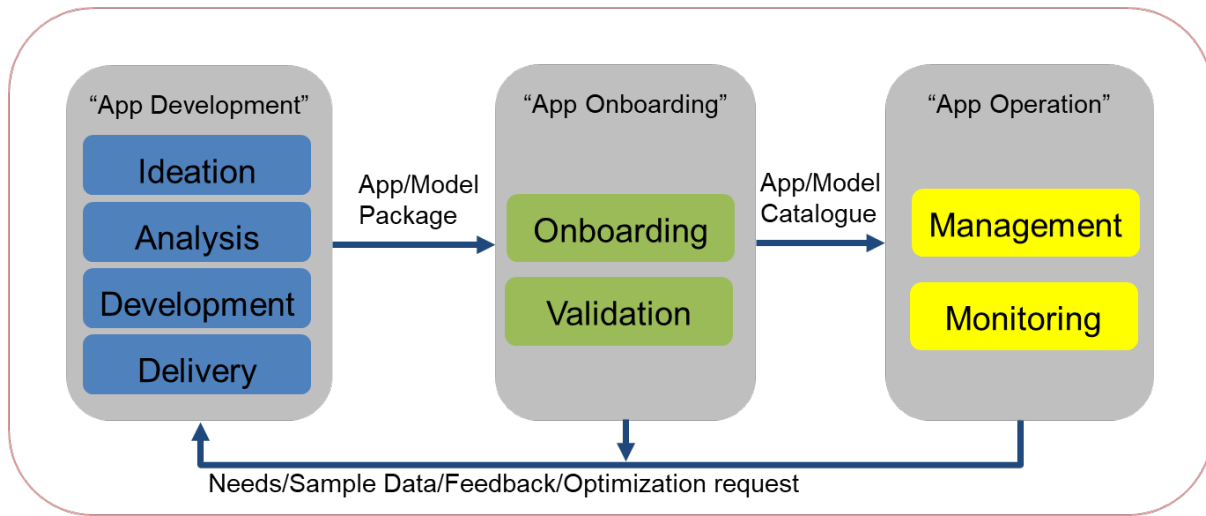 “App Development”
Ideation
Analysis
Development
Delivery
App/Model
Package
“App Onboarding”
Onboarding
Validation
App/Model
Catalogue
“App Operation”
Management
Monitoring
Needs/Sample Data/Feedback/Optimization request